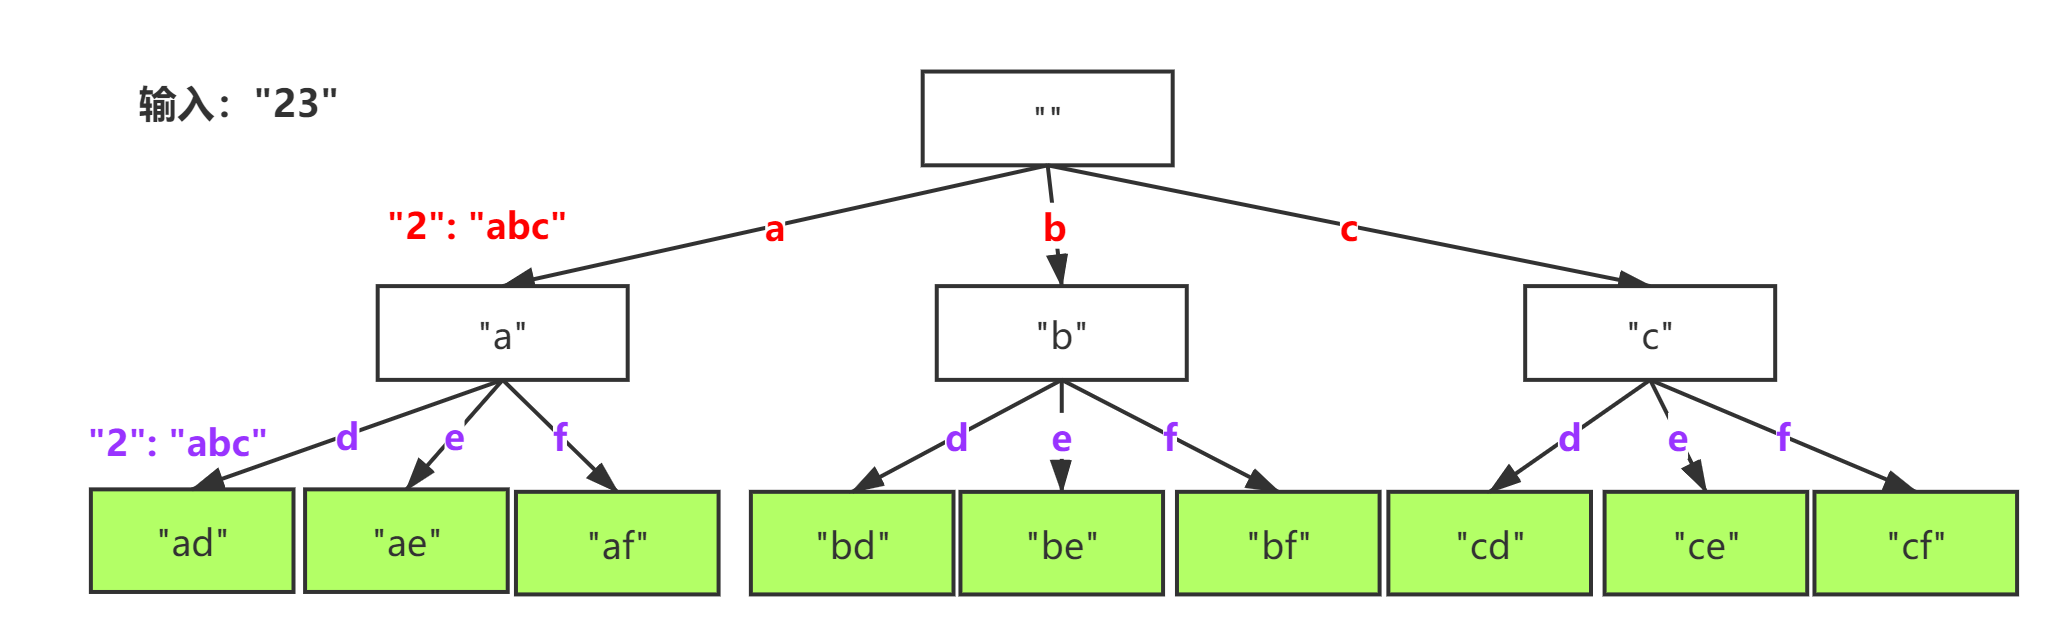 输入："23"
""
"2": "abc"
a
b
c
"a"
"b"
"c"
"2": "abc"
d
e
f
d
e
f
d
e
f
"ad"
"ae"
"af"
"bd"
"be"
"bf"
"cd"
"ce"
"cf"